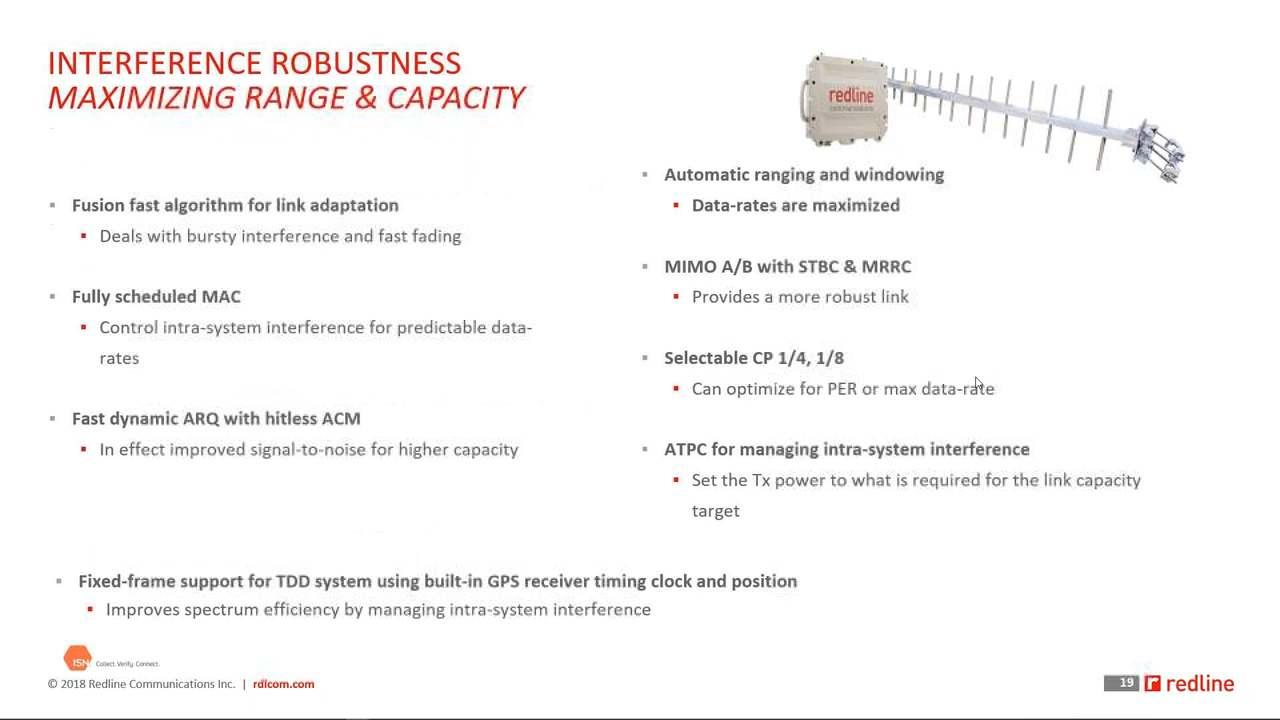 INTERFERENCE ROBUSTNESS
MAXIMIZING RANGE & CAPACITY
redline
communications
Fusion fast algorithm for link adaptation
Deals with bursty interference and fast fading
Fully scheduled MAC
Control intra-system interference for predictable data-
rates
Fast dynamic ARQ with hitless ACM
In effect improved signal-to-noise for higher capacity
Automatic ranging and windowing
Data-rates are maximized
MIMO A/B with STBC & MRRC
Provides a more robust link
Selectable CP 1/4, 1/8
Can optimize for PER or max data-rate
ATPC for managing intra-system interference
Set the Tx power to what is required for the link capacity
target
Fixed-frame support for TDD system using built-in GPS receiver timing clock and position
Improves spectrum efficiency by managing intra-system interference
ISN Collect. Verify. Connect.
© 2018 Redline Communications Inc. | rdlcom.com
19 redline